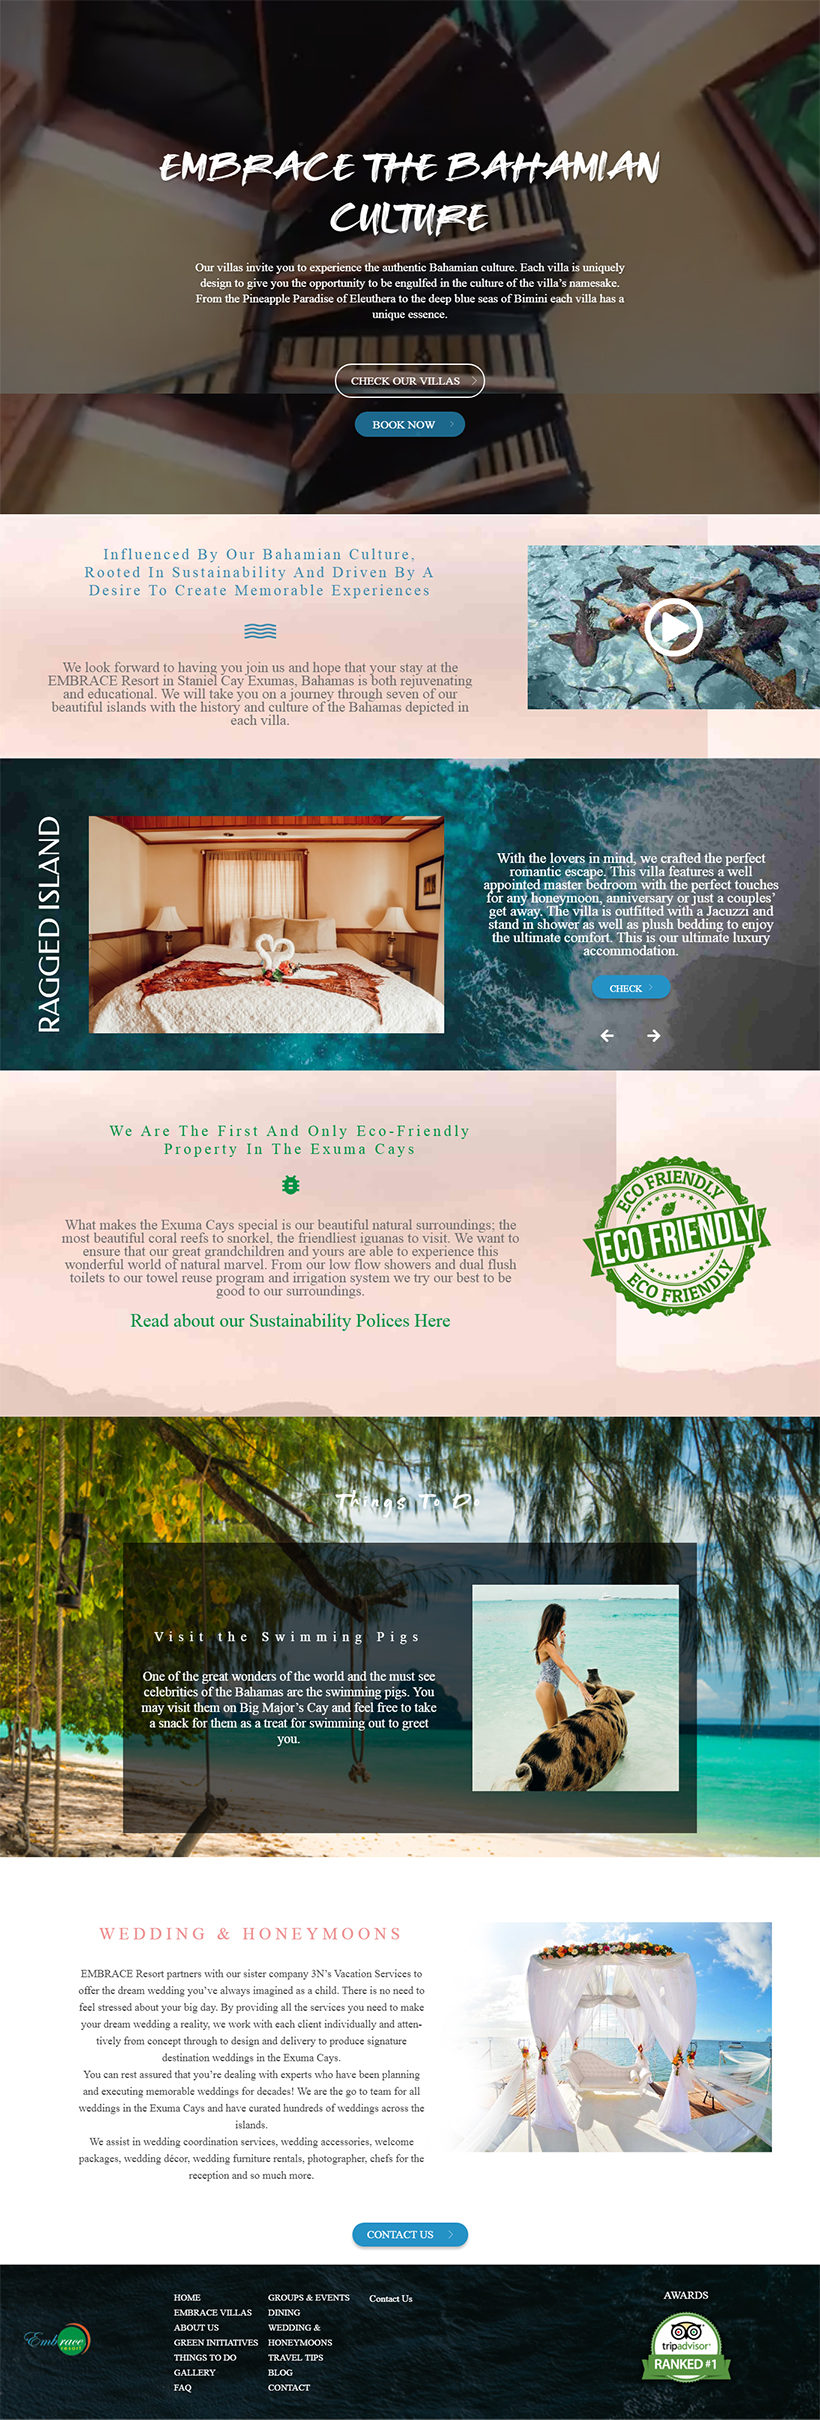 EMBRACE THE BAHAMIAN
CULTURE
Our villas invite you to experience the authentic Bahamian culture. Each villa is uniquely
design to give you the opportunity to be engulfed in the culture of the villa's namesake.
From the Pineapple Paradise of Eleuthera to the deep blue seas of Bimini each villa has a
unique essence.
CHECK OUR VILLAS
BOOK NOW
Influenced By Our Bahamian Culture,
Rooted In Sustainability And Driven By A
Desire To Create Memorable Experiences
We look forward to having you join us and hope that your stay at the
EMBRACE Resort in Staniel Cay Exumas, Bahamas is both rejuvenating
and educational. We will take you on a journey through seven of our
beautiful islands with the history and culture of the Bahamas depicted in
each villa.
RAGGED ISLAND
With the lovers in mind, we crafted the perfect
romantic escape. This villa features a well
appointed master bedroom with the perfect touches
for any honeymoon, anniversary or just a couples'
get away. The villa is outfitted with a Jacuzzi and
stand in shower as well as plush bedding to enjoy
the ultimate comfort. This is our ultimate luxury
accommodation.
CHECK
We Are The First And Only Eco-Friendly
Property In The Exuma Cays
What makes the Exuma Cays special is our beautiful natural surroundings; the
most beautiful coral reefs to snorkel, the friendliest iguanas to visit. We want to
ensure that our great grandchildren and yours are able to experience this
wonderful world of natural marvel. From our low flow showers and dual flush
toilets to our towel reuse program and irrigation system we try our best to be
good to our surroundings.
Read about our Sustainability Polices Here
ECO FRIENDLY
ECO FRIENDLY
ECO FRIENDLY
Things To Do
Visit the Swimming Pigs
One of the great wonders of the world and the must see
celebrities of the Bahamas are the swimming pigs. You
may visit them on Big Major's Cay and feel free to take
a snack for them as a treat for swimming out to greet
you.
WEDDING & HONEYMOONS
EMBRACE Resort partners with our sister company 3N's Vacation Services to
offer the dream wedding you've always imagined as a child. There is no need to
feel stressed about your big day. By providing all the services you need to make
your dream wedding a reality, we work with each client individually and atten-
tively from concept through to design and delivery to produce signature
destination weddings in the Exuma Cays.
You can rest assured that you're dealing with experts who have been planning
and executing memorable weddings for decades! We are the go to team for all
weddings in the Exuma Cays and have curated hundreds of weddings across the
islands.
We assist in wedding coordination services, wedding accessories, welcome
packages, wedding décor, wedding furniture rentals, photographer, chefs for the
reception and so much more.
CONTACT US
Embrace
resort
HOME
EMBRACE VILLAS
ABOUT US
GREEN INITIATIVES
THINGS TO DO
GALLERY
FAQ
GROUPS & EVENTS
DINING
WEDDING &
HONEYMOONS
TRAVEL TIPS
BLOG
CONTACT
Contact Us
AWARDS
tripadvisor
RANKED #1